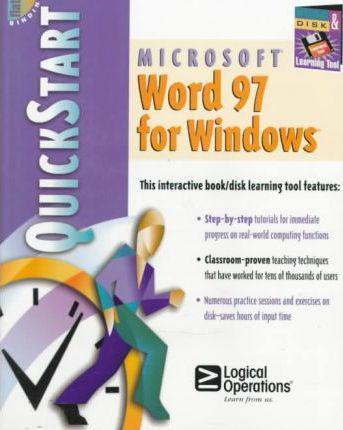 BINDING
QUICKSTART
DISK &
Learning Tool
MICROSOFT
Word 97
for Windows
This interactive book/disk learning tool features:
• Step-by-step tutorials for immediate
progress on real-world computing functions
• Classroom-proven teaching techniques
that have worked for tens of thousands of users
• Numerous practice sessions and exercises on
disk–saves hours of input time
Logical
Operations®
Learn from us.